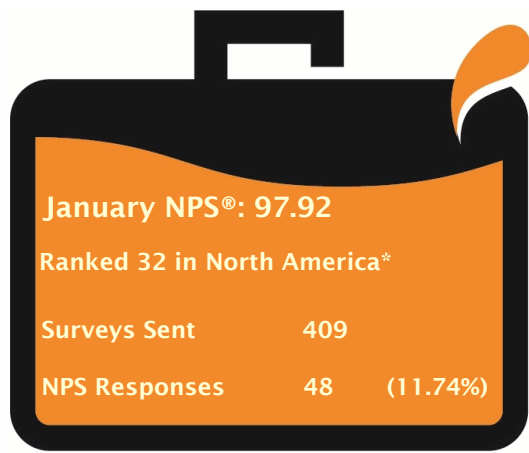 January NPS®: 97.92
Ranked 32 in North America*
Surveys Sent 409
NPS Responses 48 (11.74%)